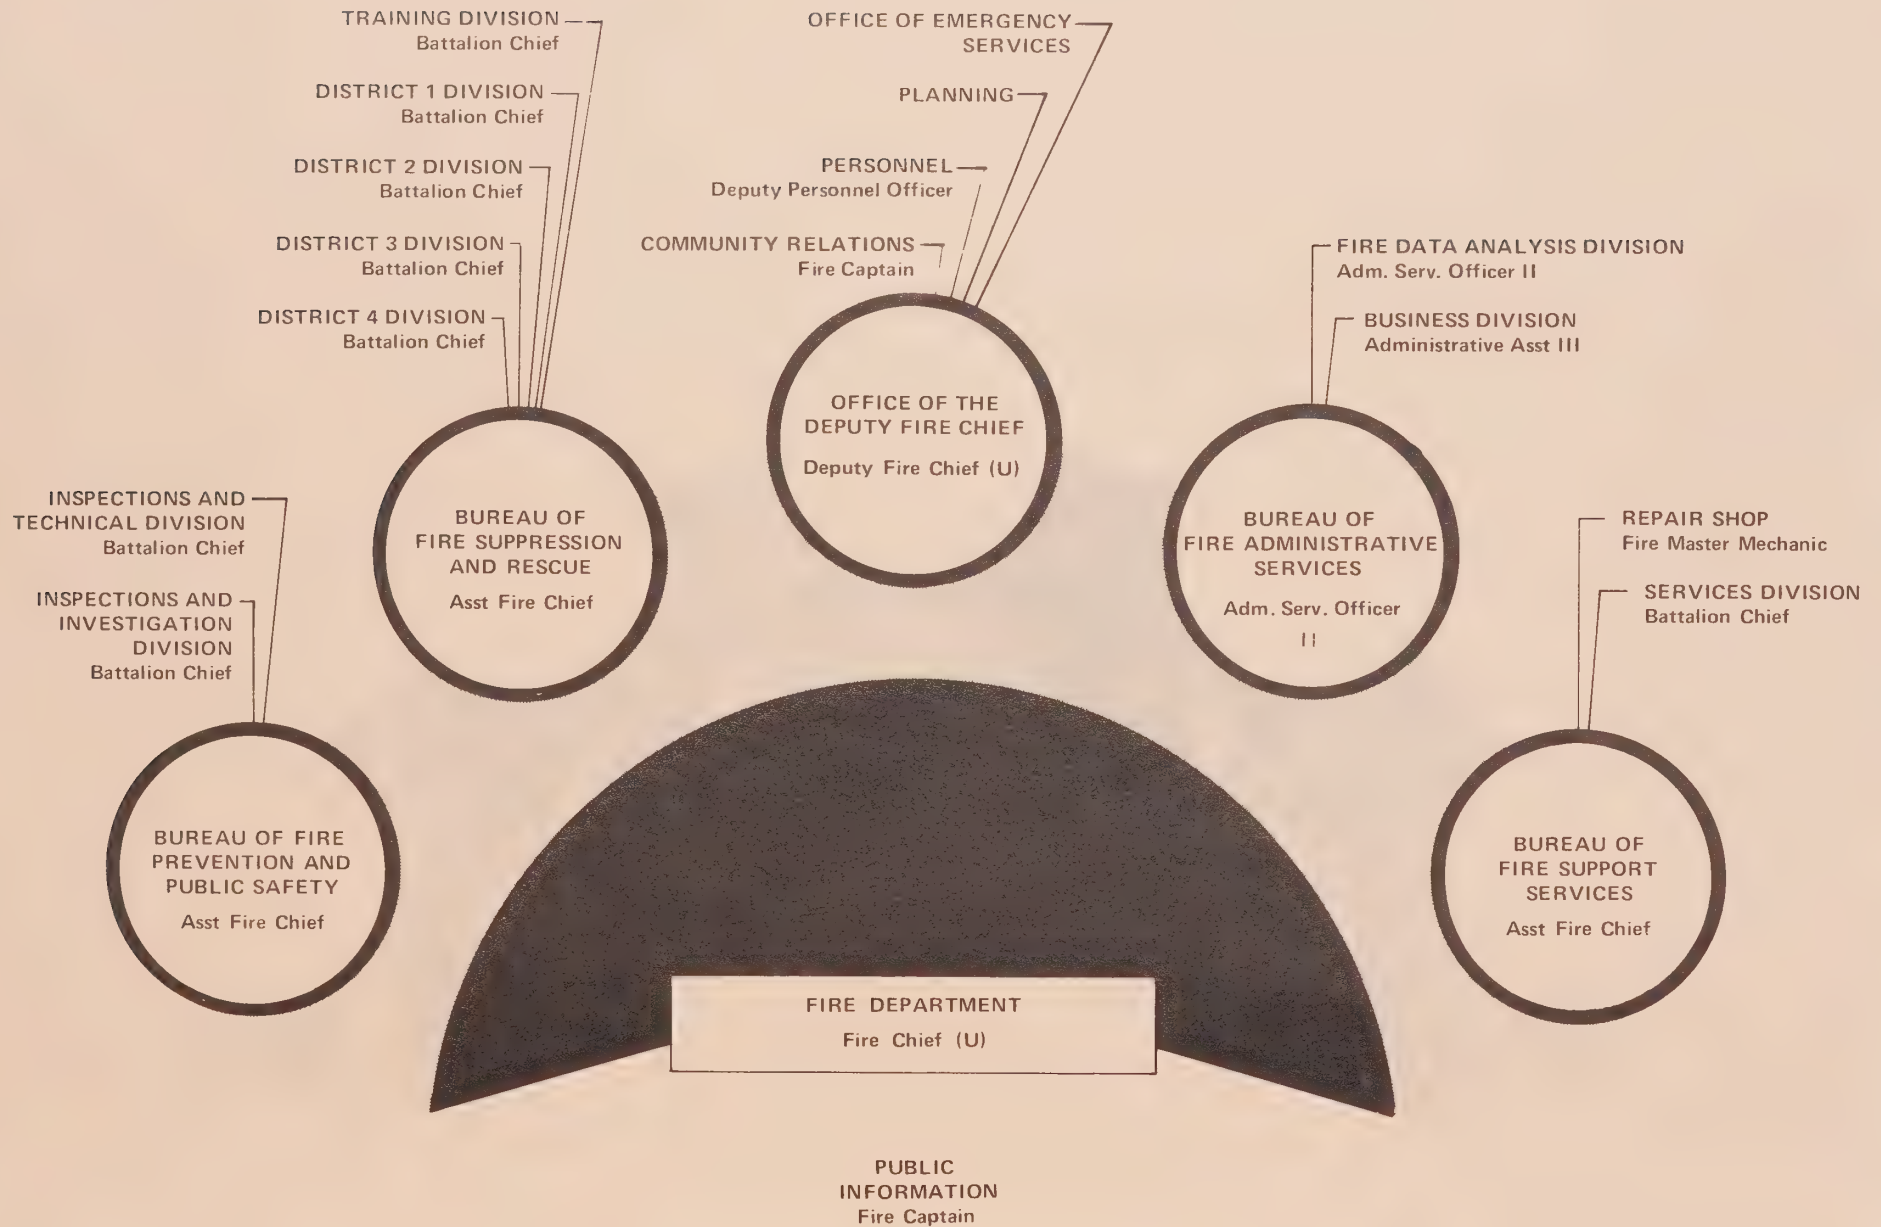 TRAINING DIVISION
Battalion Chief
DISTRICT 1 DIVISION
Battalion Chief
DISTRICT 2 DIVISION
Battalion Chief
DISTRICT 3 DIVISION
Battalion Chief
DISTRICT 4 DIVISION
Battalion Chief
OFFICE OF EMERGENCY
SERVICES
PLANNING
PERSONNEL
Deputy Personnel Officer
COMMUNITY RELATIONS
Fire Captain
FIRE DATA ANALYSIS DIVISION
Adm. Serv. Officer II
BUSINESS DIVISION
Administrative Asst III
OFFICE OF THE
DEPUTY FIRE CHIEF
Deputy Fire Chief (U)
INSPECTIONS AND
TECHNICAL DIVISION
Battalion Chief
INSPECTIONS AND
INVESTIGATION
DIVISION
Battalion Chief
BUREAU OF
FIRE SUPPRESSION
AND RESCUE
Asst Fire Chief
BUREAU OF
FIRE ADMINISTRATIVE
SERVICES
Adm. Serv. Officer
II
REPAIR SHOP
Fire Master Mechanic
SERVICES DIVISION
Battalion Chief
BUREAU OF FIRE
PREVENTION AND
PUBLIC SAFETY
Asst Fire Chief
BUREAU OF
FIRE SUPPORT
SERVICES
Asst Fire Chief
FIRE DEPARTMENT
Fire Chief (U)
PUBLIC
INFORMATION
Fire Captain